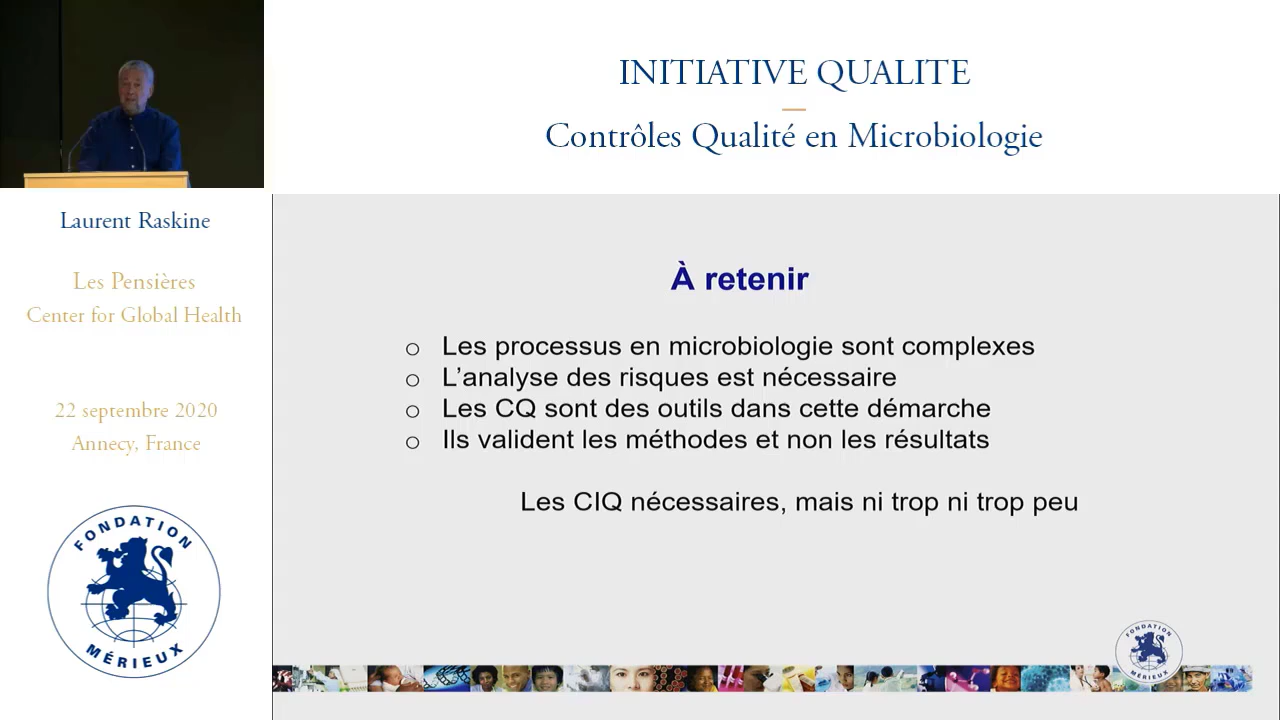 INITIATIVE QUALITE
Contrôles Qualité en Microbiologie
Laurent Raskine
Les Pensières
Center for Global Health
22 septembre 2020
Annecy, France
FONDATION
MÉRIEUX
À retenir
o Les processus en microbiologie sont complexes
o L'analyse des risques est nécessaire
o Les CQ sont des outils dans cette démarche
o Ils valident les méthodes et non les résultats
Les CIQ nécessaires, mais ni trop ni trop peu
FONDATION
MÉRIEUX